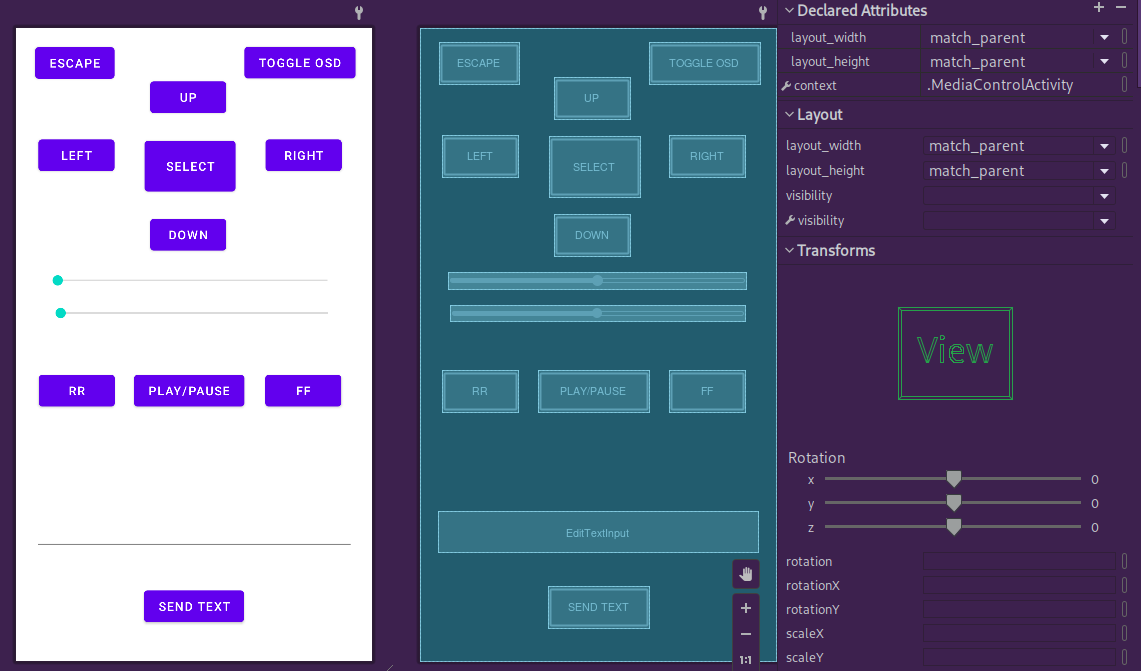 ESCAPE
TOGGLE OSD
UP
LEFT
SELECT
RIGHT
DOWN
RR
PLAY/PAUSE
FF
SEND TEXT
ESCAPE
TOGGLE OSD
UP
LEFT
SELECT
RIGHT
DOWN
RR
PLAY/PAUSE
FF
EditTextInput
SEND TEXT
1:1
Declared Attributes
layout_width match_parent
layout_height match_parent
context .MediaControlActivity
Layout
layout_width match_parent
layout_height match_parent
visibility
visibility
Transforms
View
Rotation
x 0
y 0
z 0
rotation
rotationX
rotationY
scaleX
scaleY